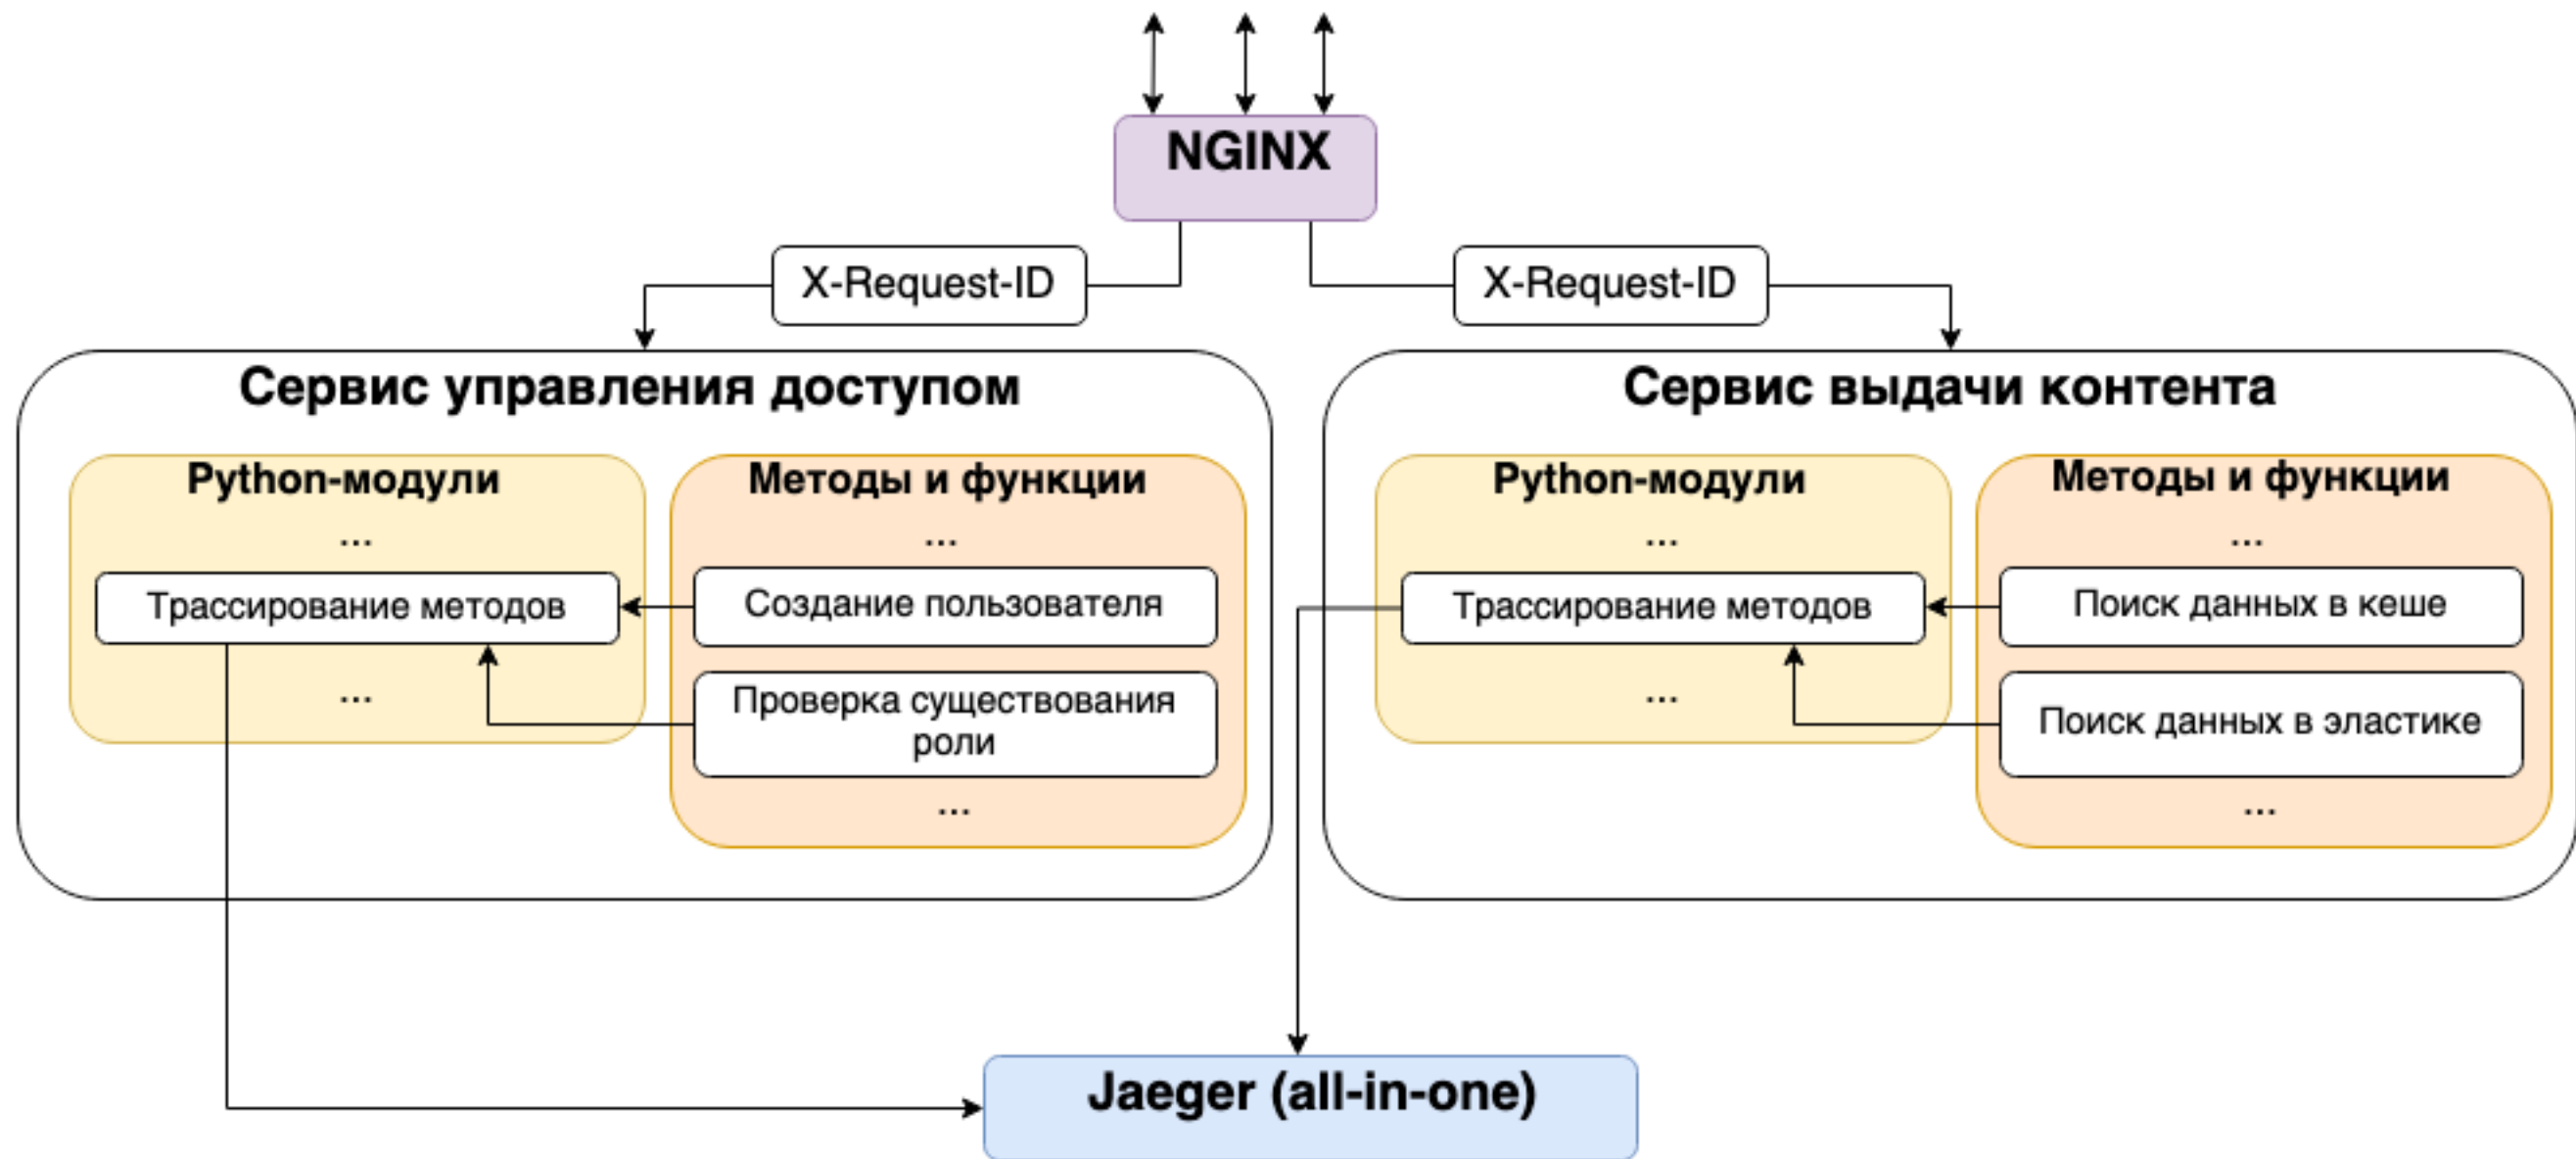 NGINX
X-Request-ID
X-Request-ID
Сервис управления доступом
Python-модули
...
Трассирование методов
...
Методы и функции
...
Создание пользователя
Проверка существования
роли
...
Сервис выдачи контента
Python-модули
...
Трассирование методов
...
Методы и функции
...
Поиск данных в кеше
Поиск данных в эластике
...
Jaeger (all-in-one)